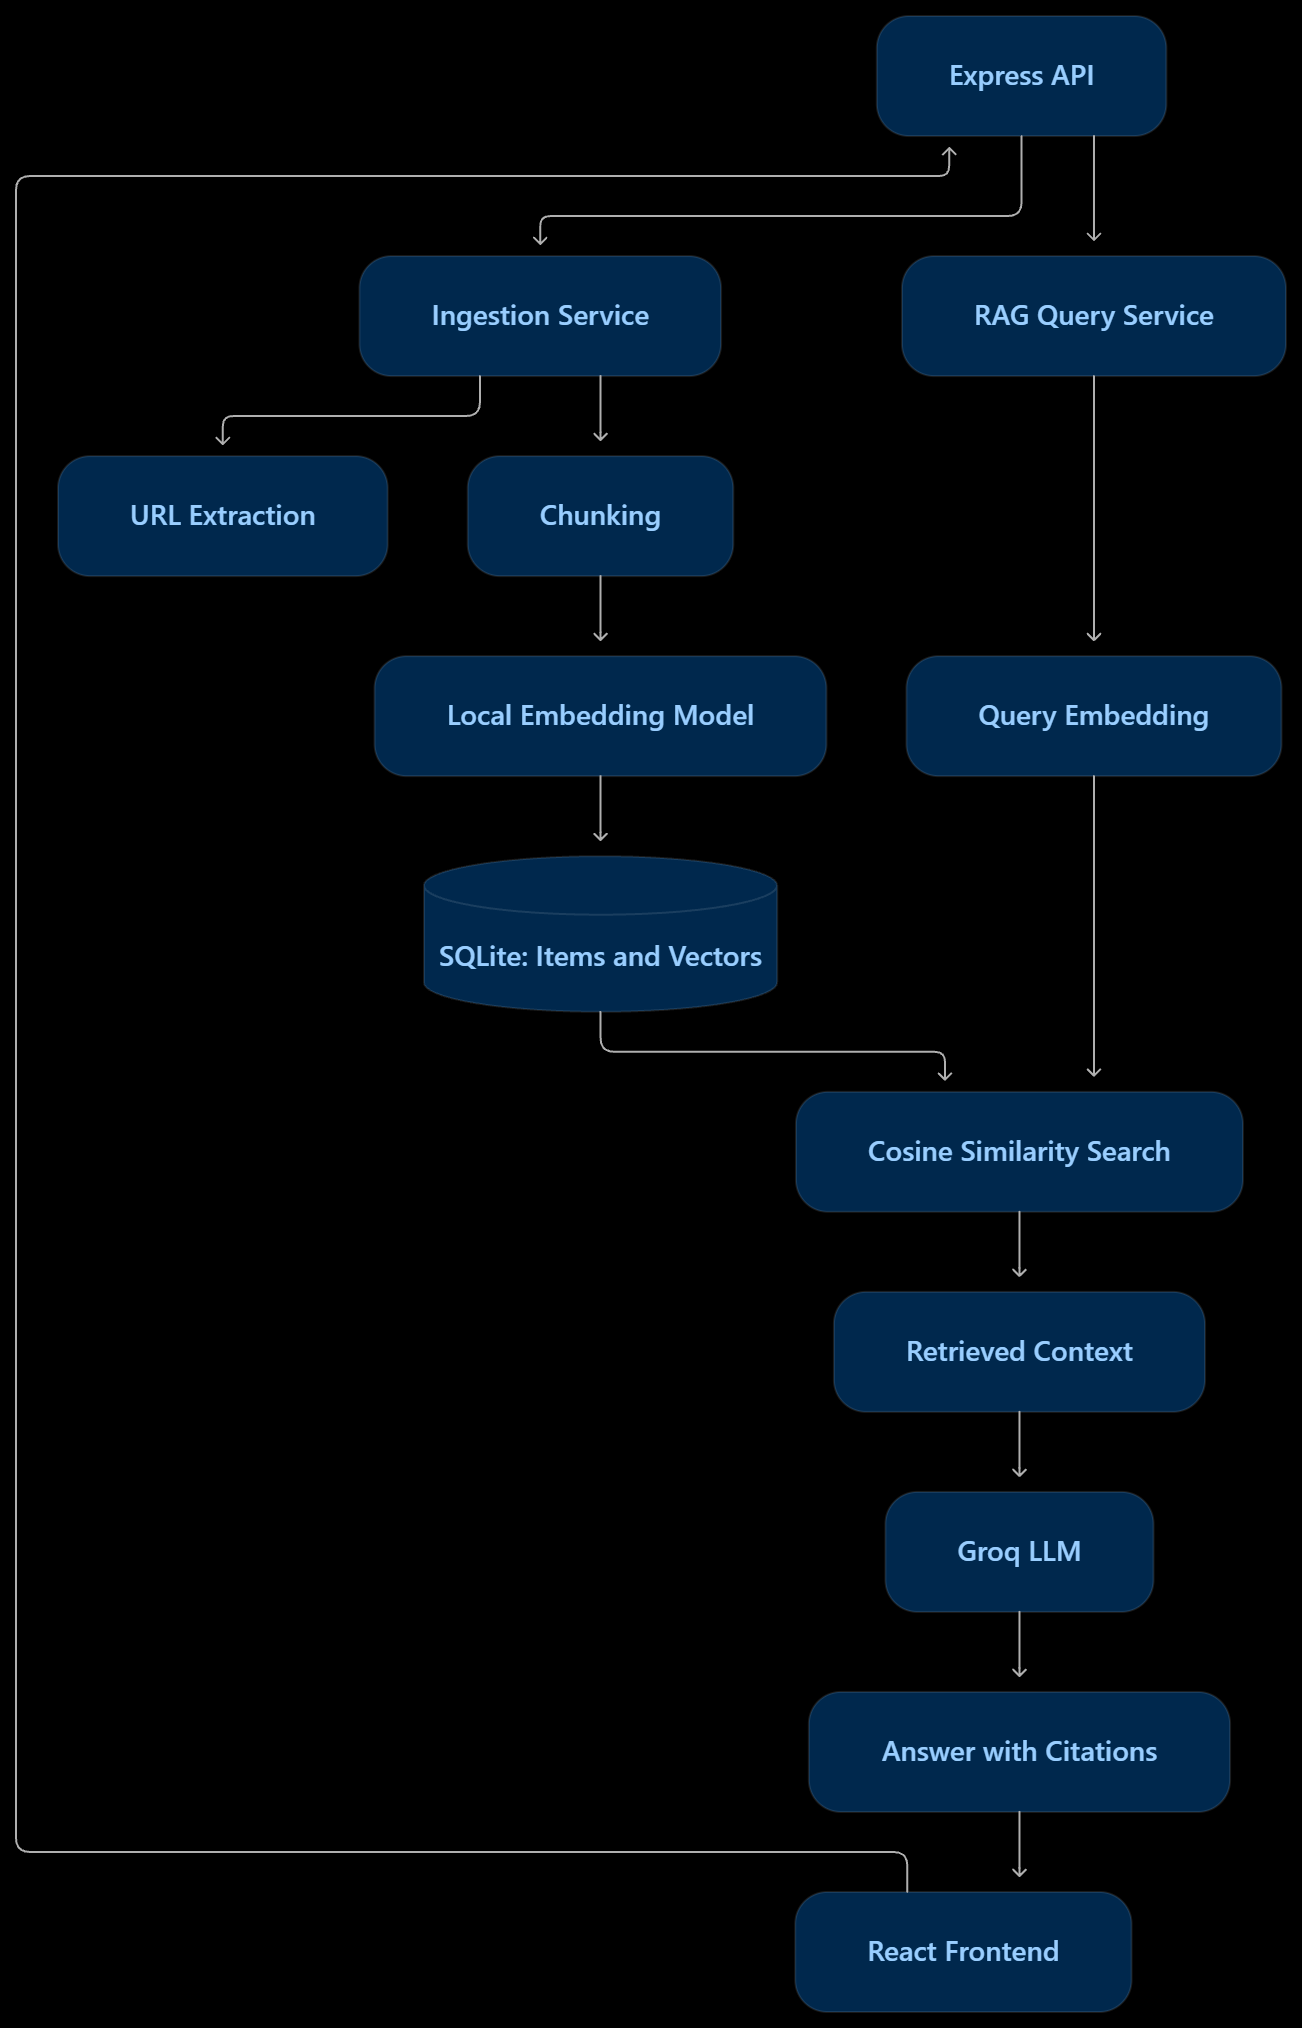 Express API
Ingestion Service
RAG Query Service
URL Extraction
Chunking
Local Embedding Model
Query Embedding
SQLite: Items and Vectors
Cosine Similarity Search
Retrieved Context
Groq LLM
Answer with Citations
React Frontend